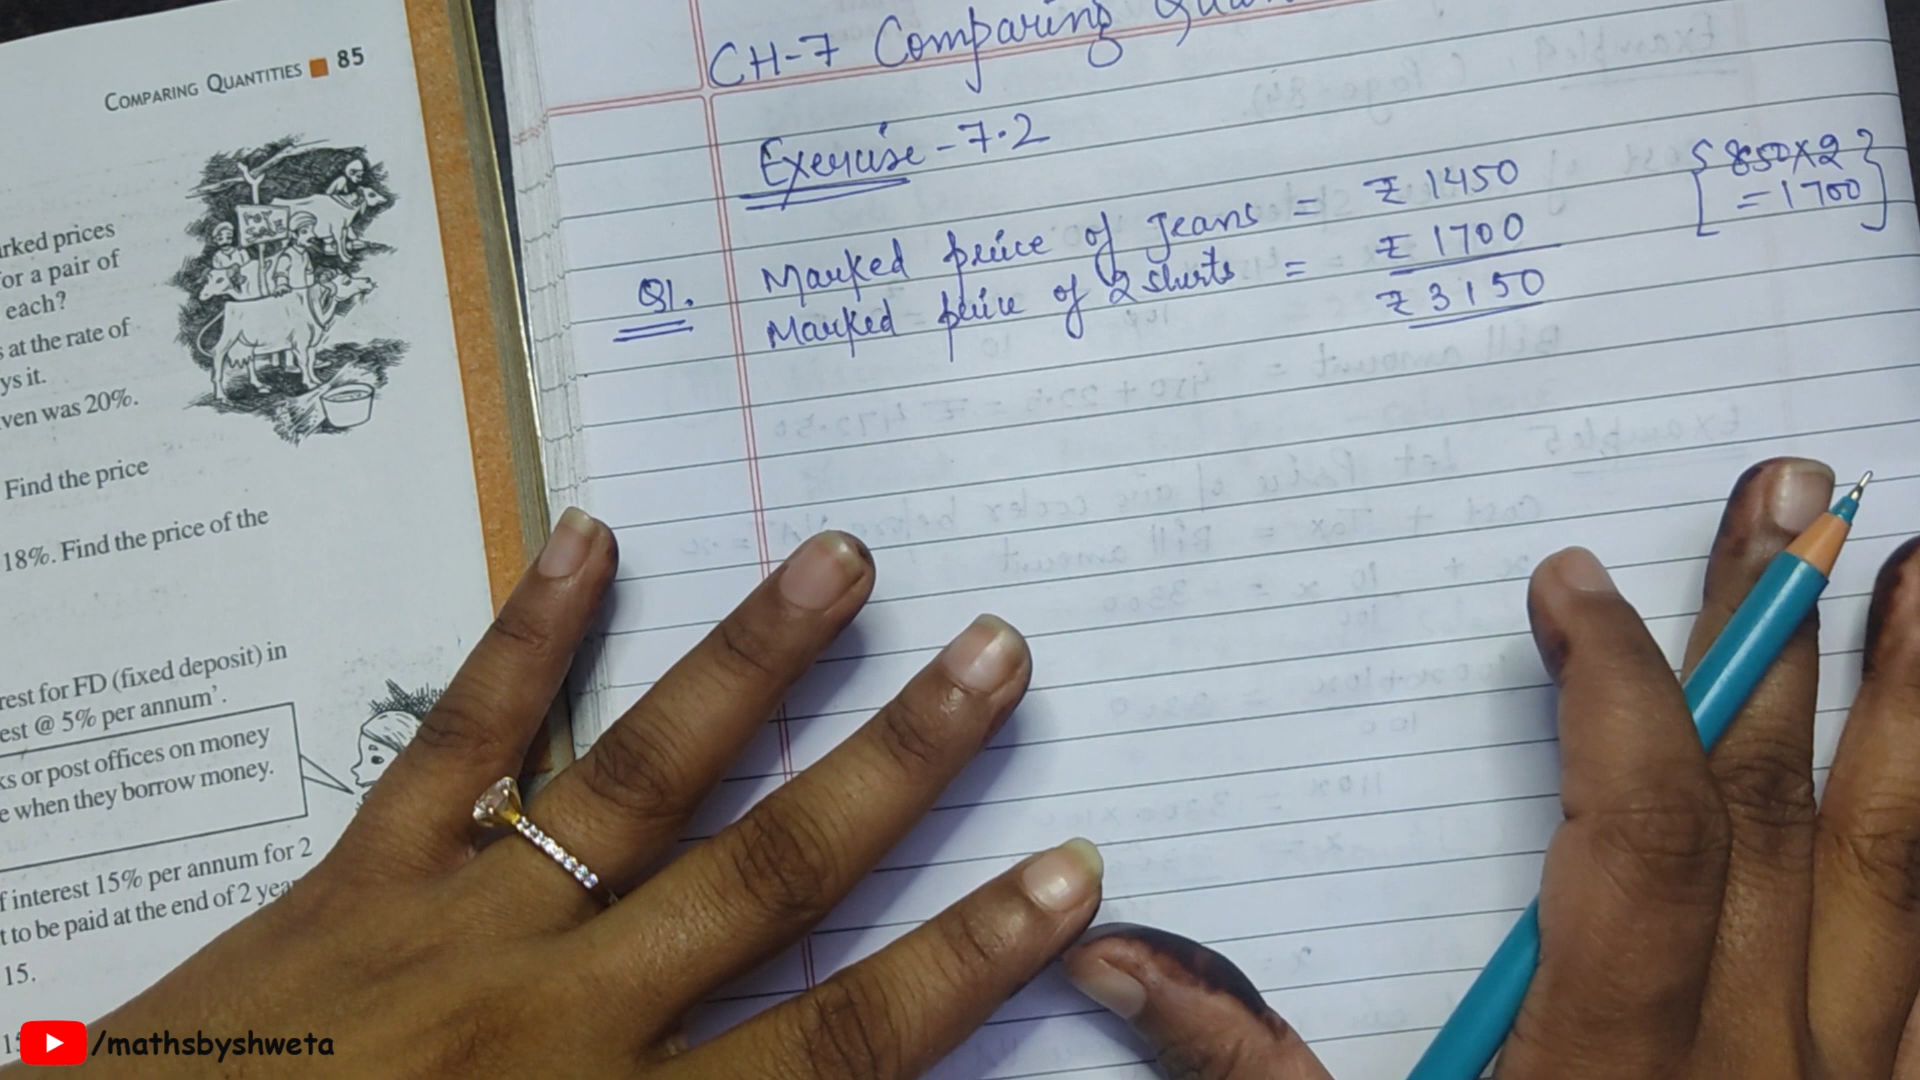 COMPARING QUANTITIES 85
FOR SALE
rked prices
or a pair of
each?
at the rate of
ys it.
ven was 20%.
Find the price
18%. Find the price of the
rest for FD (fixed deposit) in
est @ 5% per annum'.
ks or post offices on money
e when they borrow money.
f interest 15% per annum for 2
t to be paid at the end of 2 yea
15.
CH-7 Comparing
Exercise - 7.2
Q1. Marked price of Jeans = ₹ 1450
Marked price of 2 shirts = ₹ 1700
₹ 3150
[{850×2}
= 1700]
/mathsbyshweta